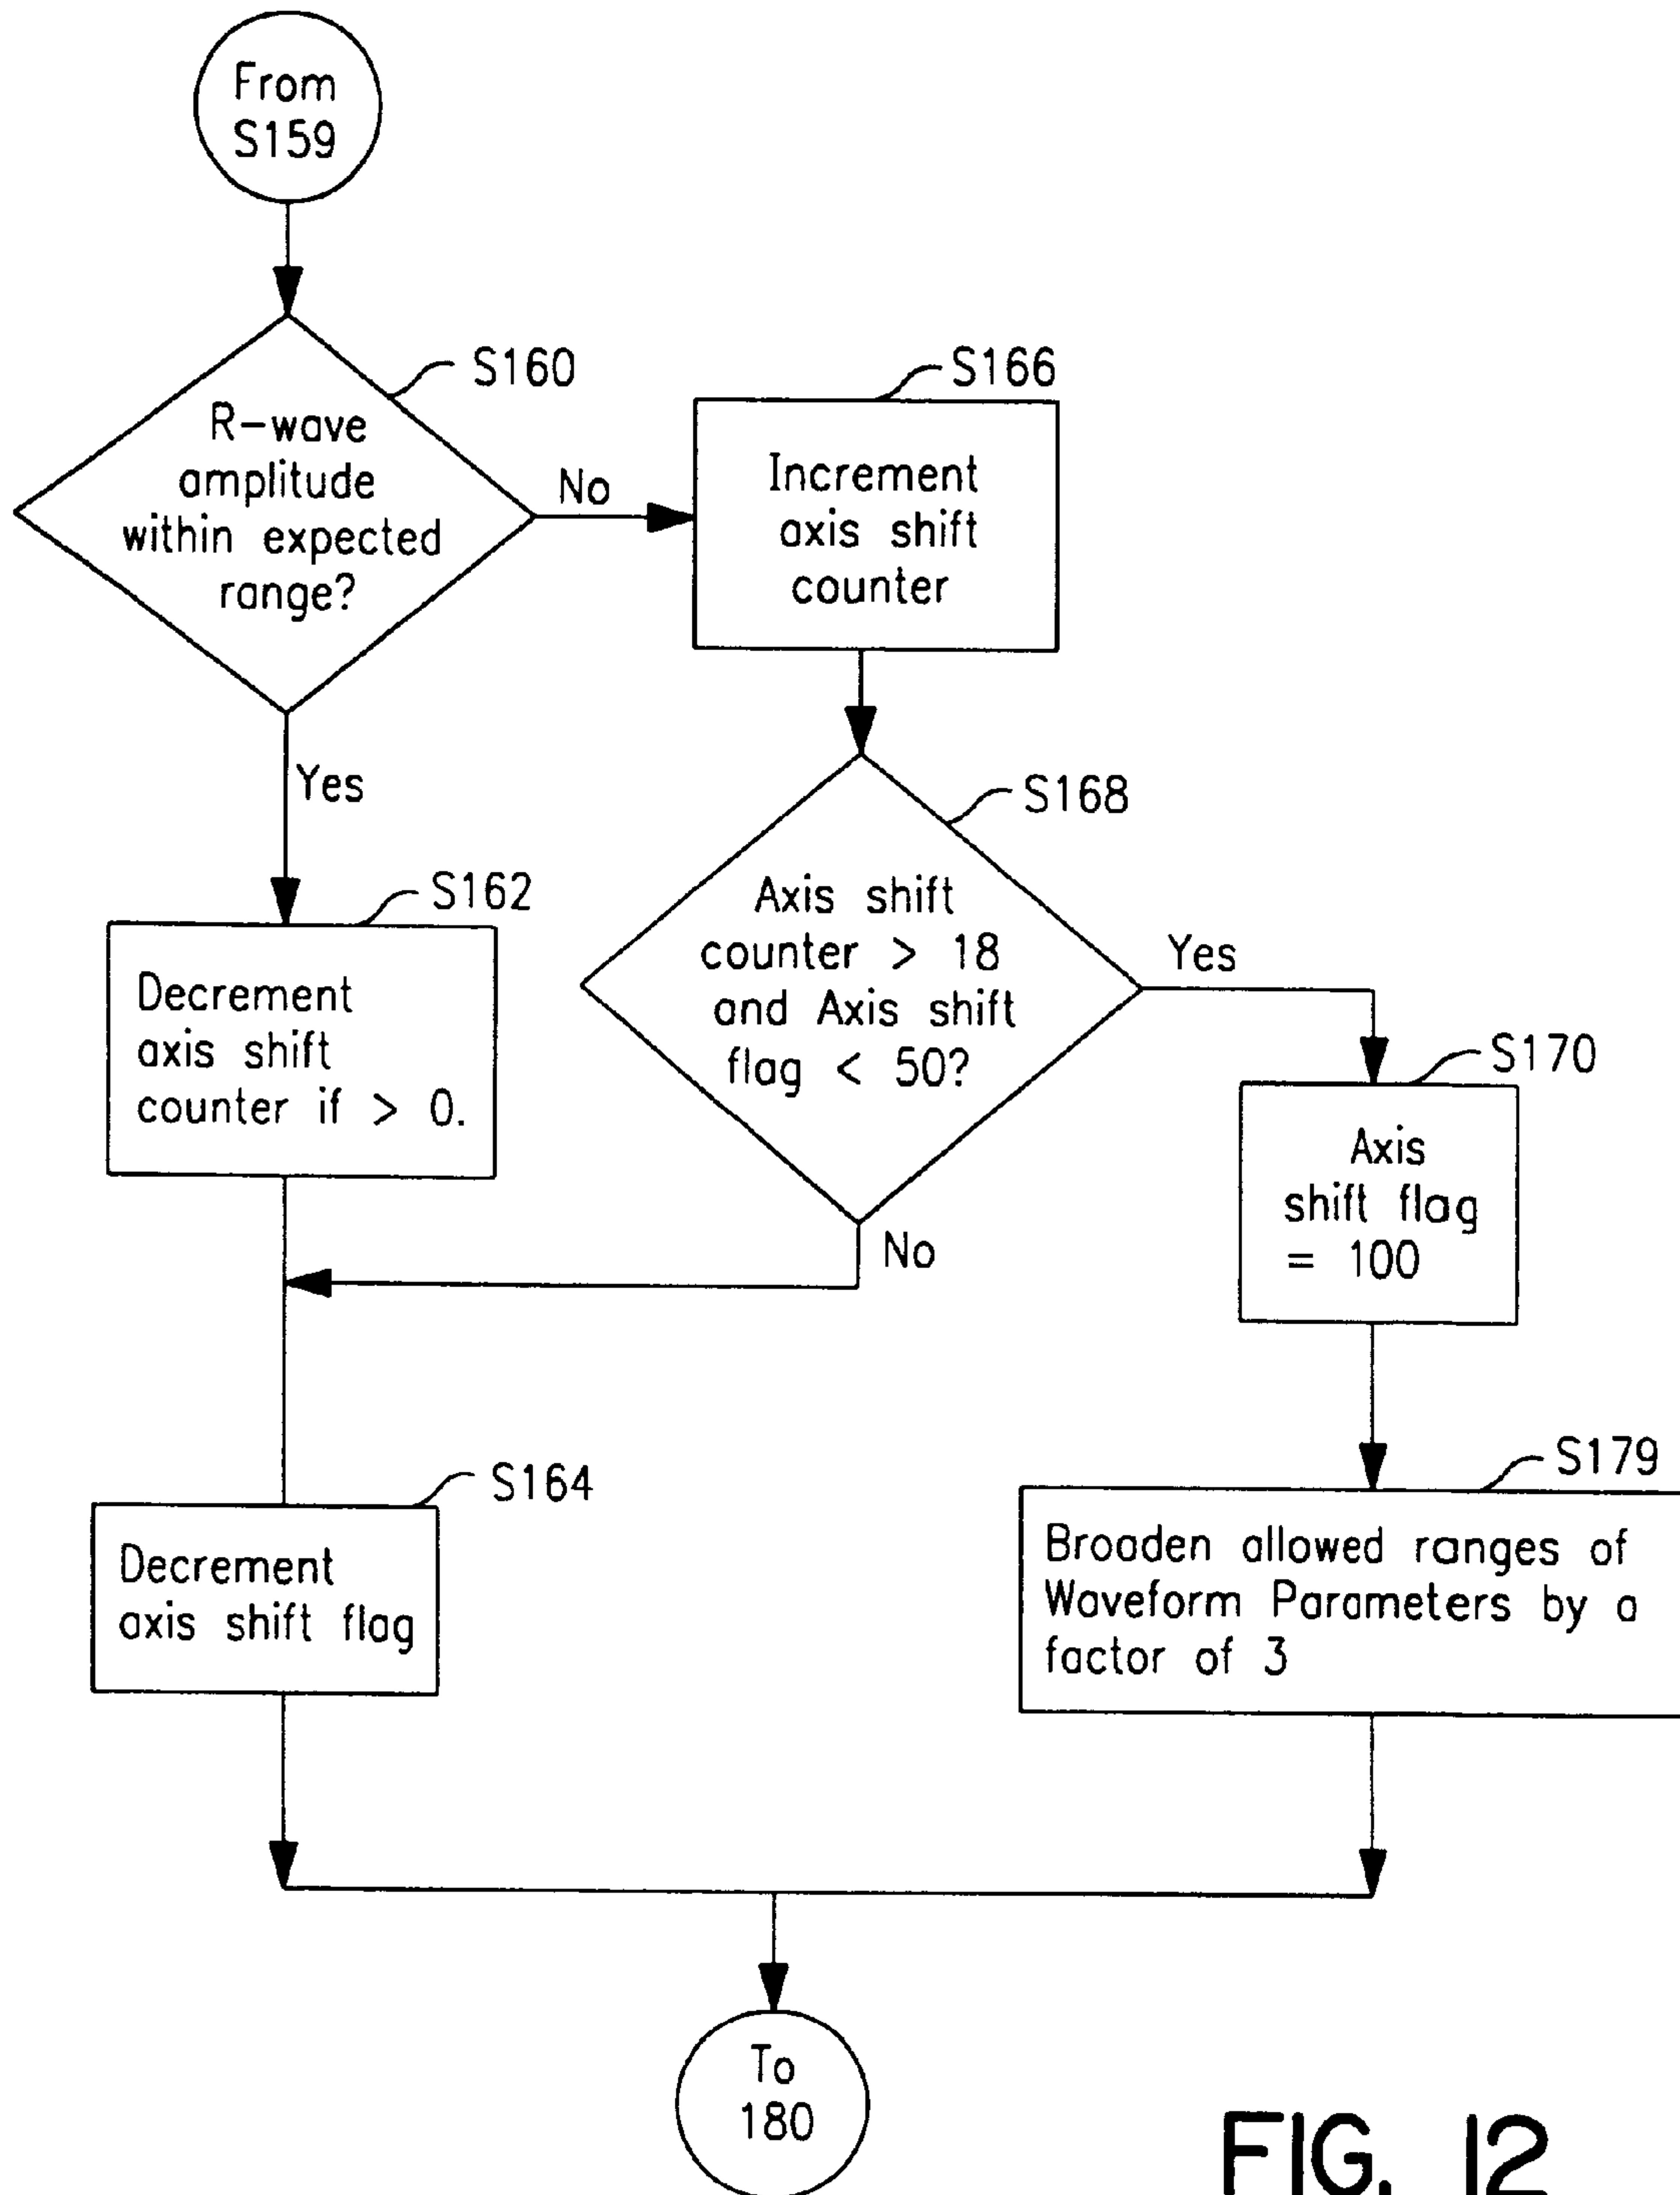 From
S159
S160
R-wave
amplitude
within expected
range?
No
S166
Increment
axis shift
counter
Yes
S168
Axis shift
counter > 18
and Axis shift
flag < 50?
Yes
No
S162
Decrement
axis shift
counter if > 0.
S170
Axis
shift flag
= 100
S164
Decrement
axis shift flag
S179
Broaden allowed ranges of
Waveform Parameters by a
factor of 3
To
180
FIG. 12